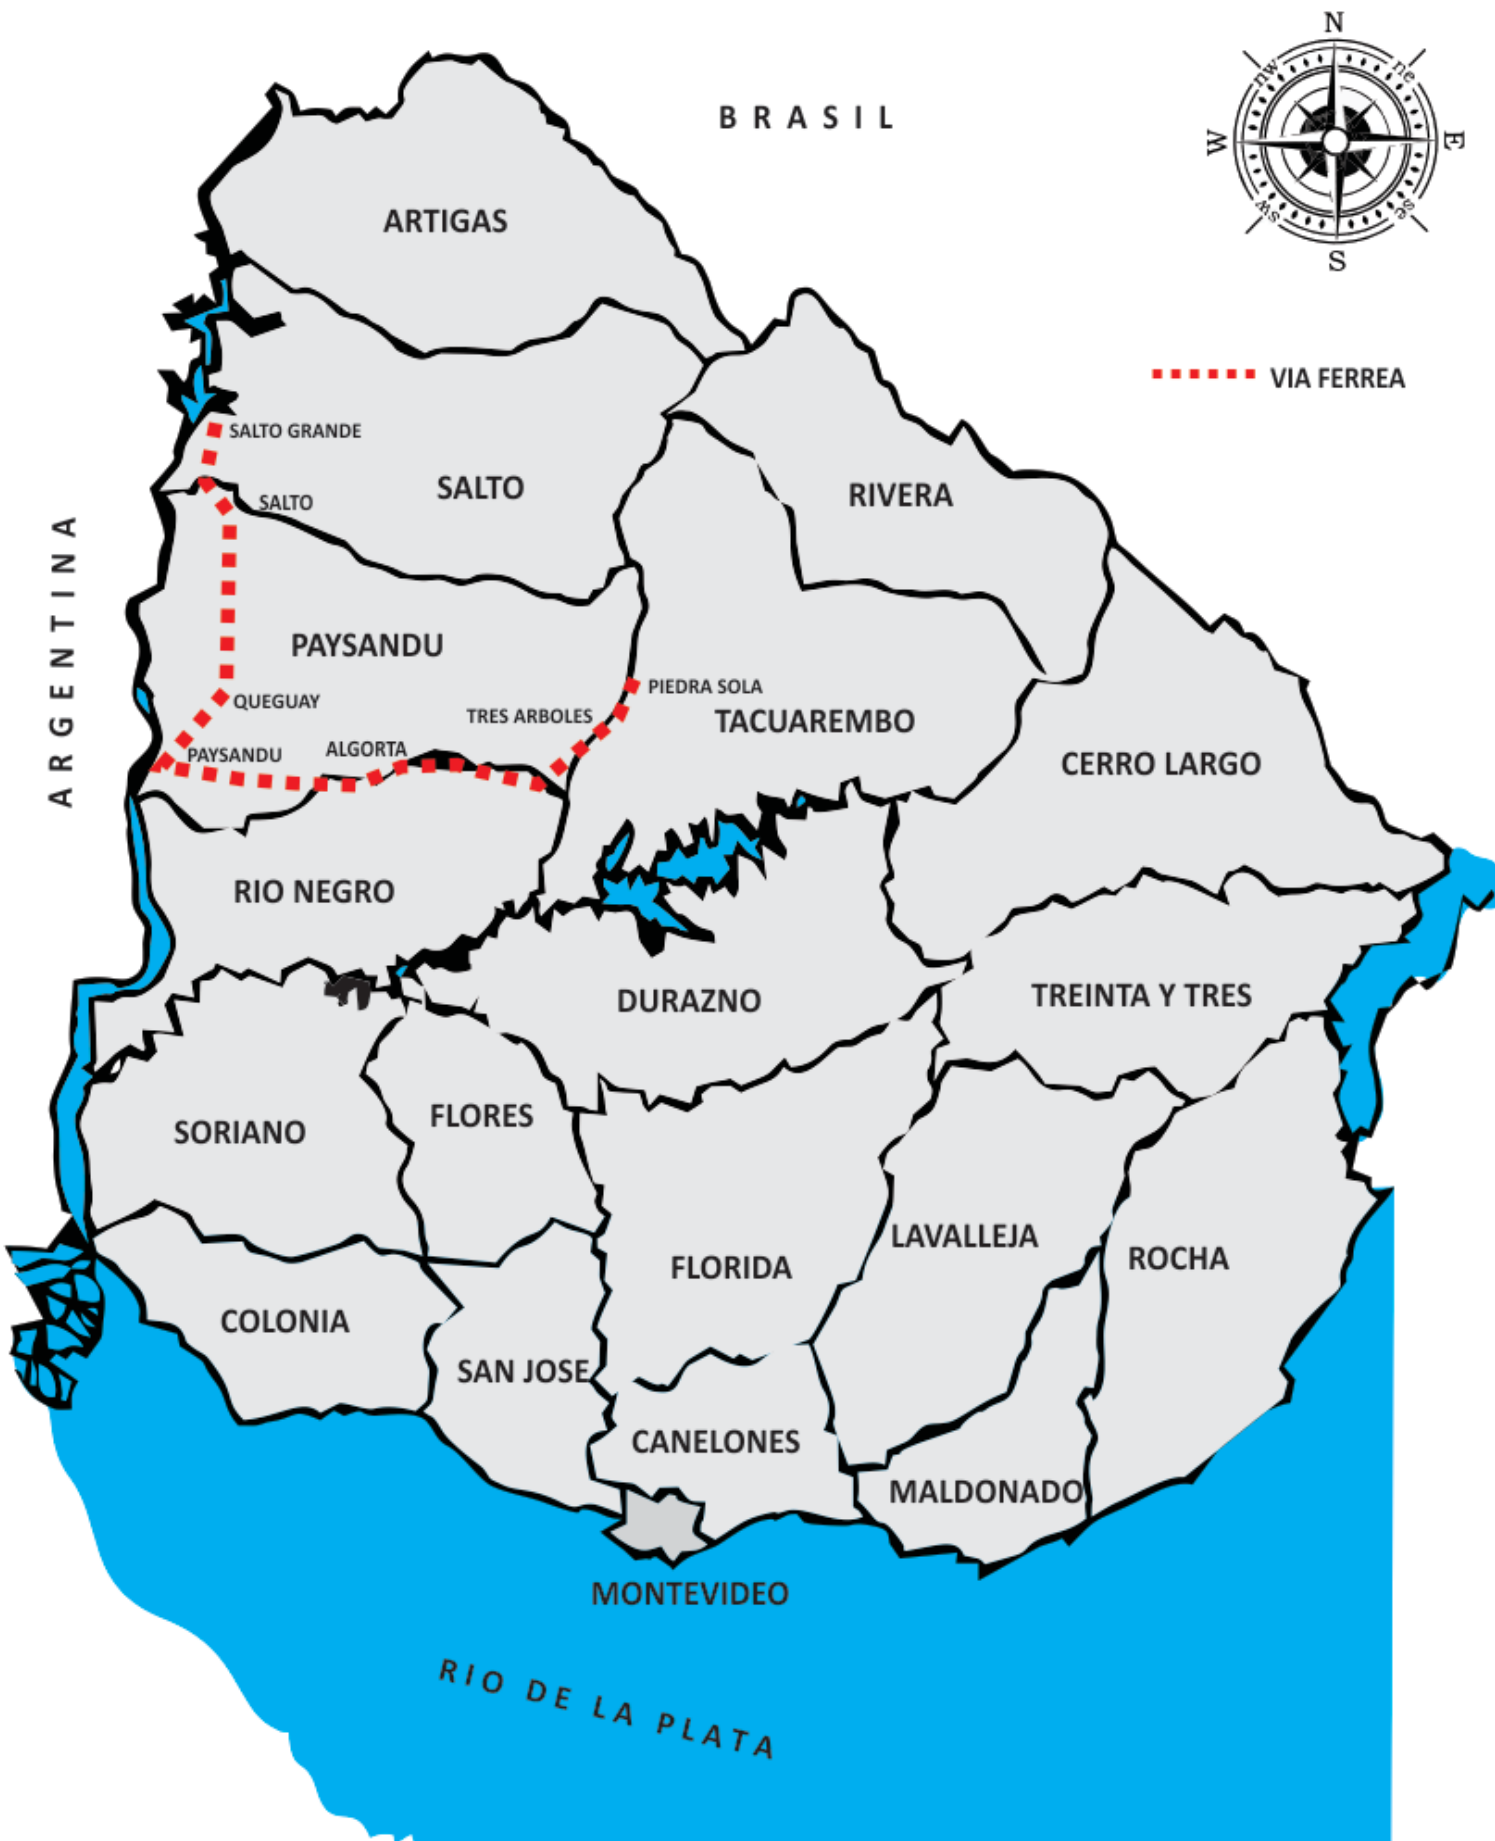 N
nw
ne
W
E
sw
se
S
BRASIL
ARTIGAS
VIA FERREA
SALTO GRANDE
SALTO
RIVERA
SALTO
ARGENTINA
PAYSANDU
PIEDRA SOLA
QUEGUAY
TRES ARBOLES
TACUAREMBO
PAYSANDU
ALGORTA
CERRO LARGO
RIO NEGRO
DURAZNO
TREINTA Y TRES
SORIANO
FLORES
LAVALLEJA
ROCHA
FLORIDA
COLONIA
SAN JOSE
CANELONES
MALDONADO
MONTEVIDEO
RIO DE LA PLATA